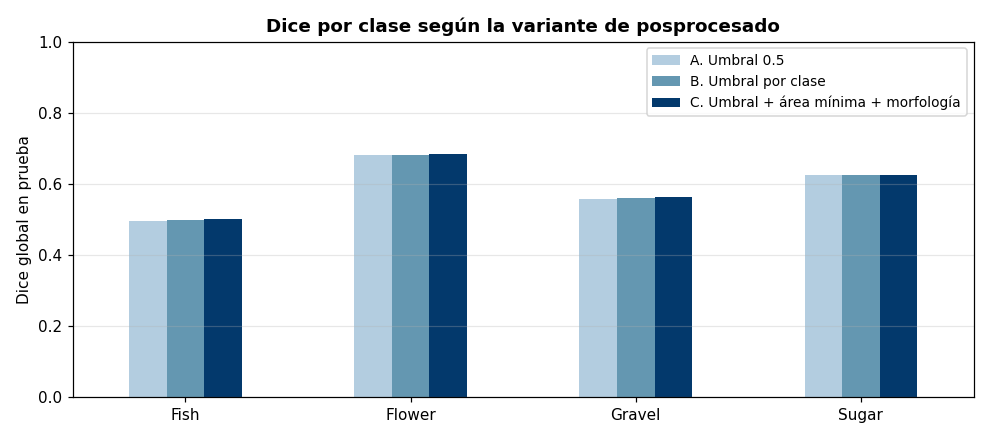 Dice por clase según la variante de posprocesado
A. Umbral 0.5
B. Umbral por clase
C. Umbral + área mínima + morfología
Dice global en prueba
1.0
0.8
0.6
0.4
0.2
0.0
Fish
Flower
Gravel
Sugar